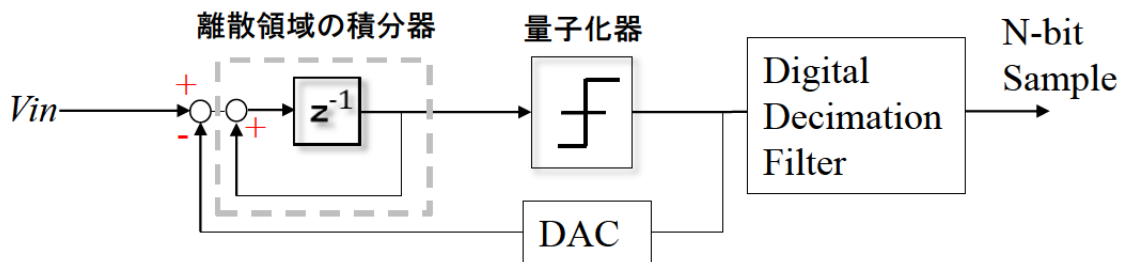 離散領域の積分器
量子化器
N-bit
Sample
+
Vin
-
+
z-1
Digital
Decimation
Filter
DAC